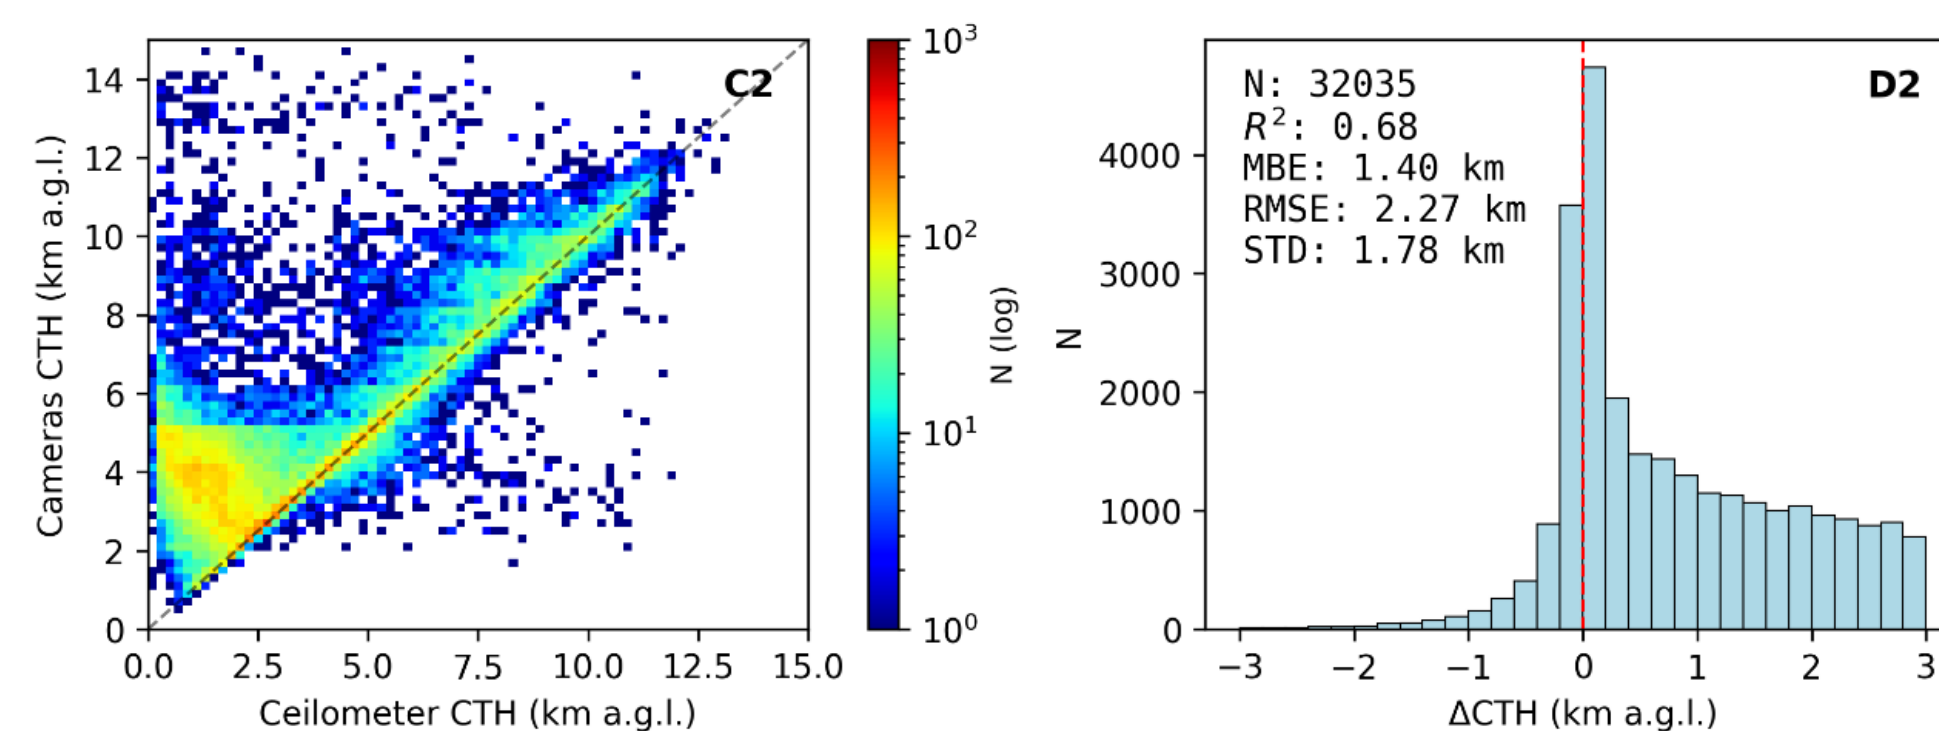 C2
14
12
10
8
6
4
2
0
0.0 2.5 5.0 7.5 10.0 12.5 15.0
Cameras CTH (km a.g.l.)
Ceilometer CTH (km a.g.l.)
10³
10²
10¹
10⁰
N (log)
D2
N: 32035
R²: 0.68
MBE: 1.40 km
RMSE: 2.27 km
STD: 1.78 km
4000
3000
2000
1000
0
N
−3 −2 −1 0 1 2 3
ΔCTH (km a.g.l.)